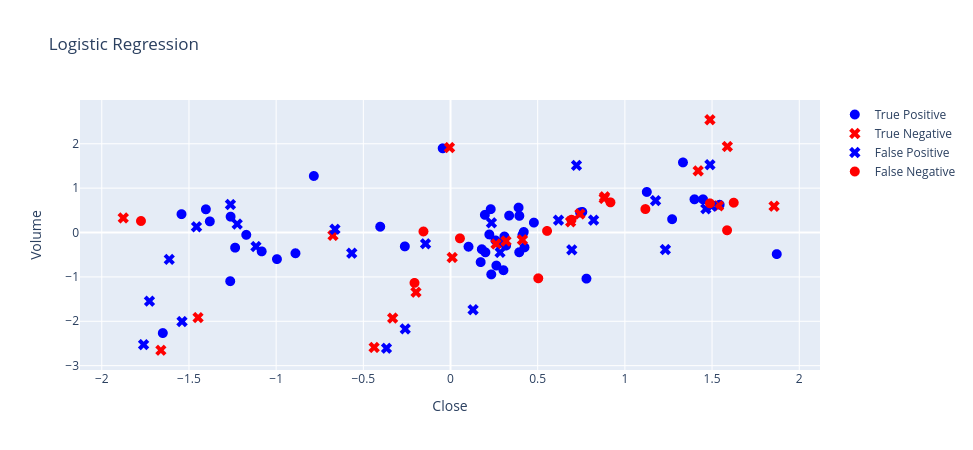 Logistic Regression
True Positive
True Negative
False Positive
False Negative
Volume
2
1
0
−1
−2
−3
−2
−1.5
−1
−0.5
0
0.5
1
1.5
2
Close